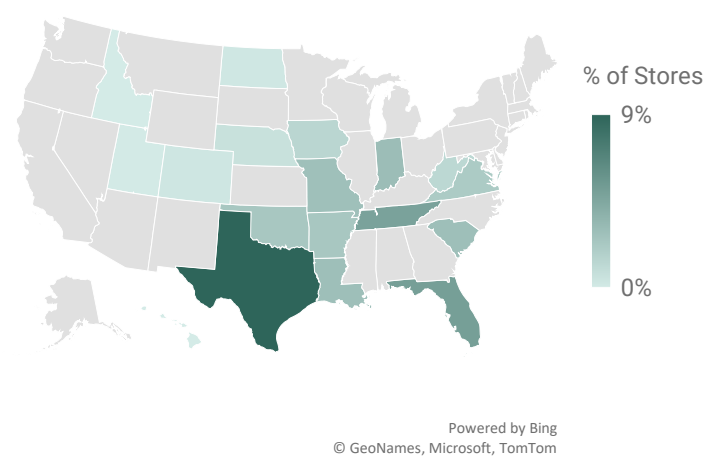 % of Stores
9%
0%
Powered by Bing
© GeoNames, Microsoft, TomTom